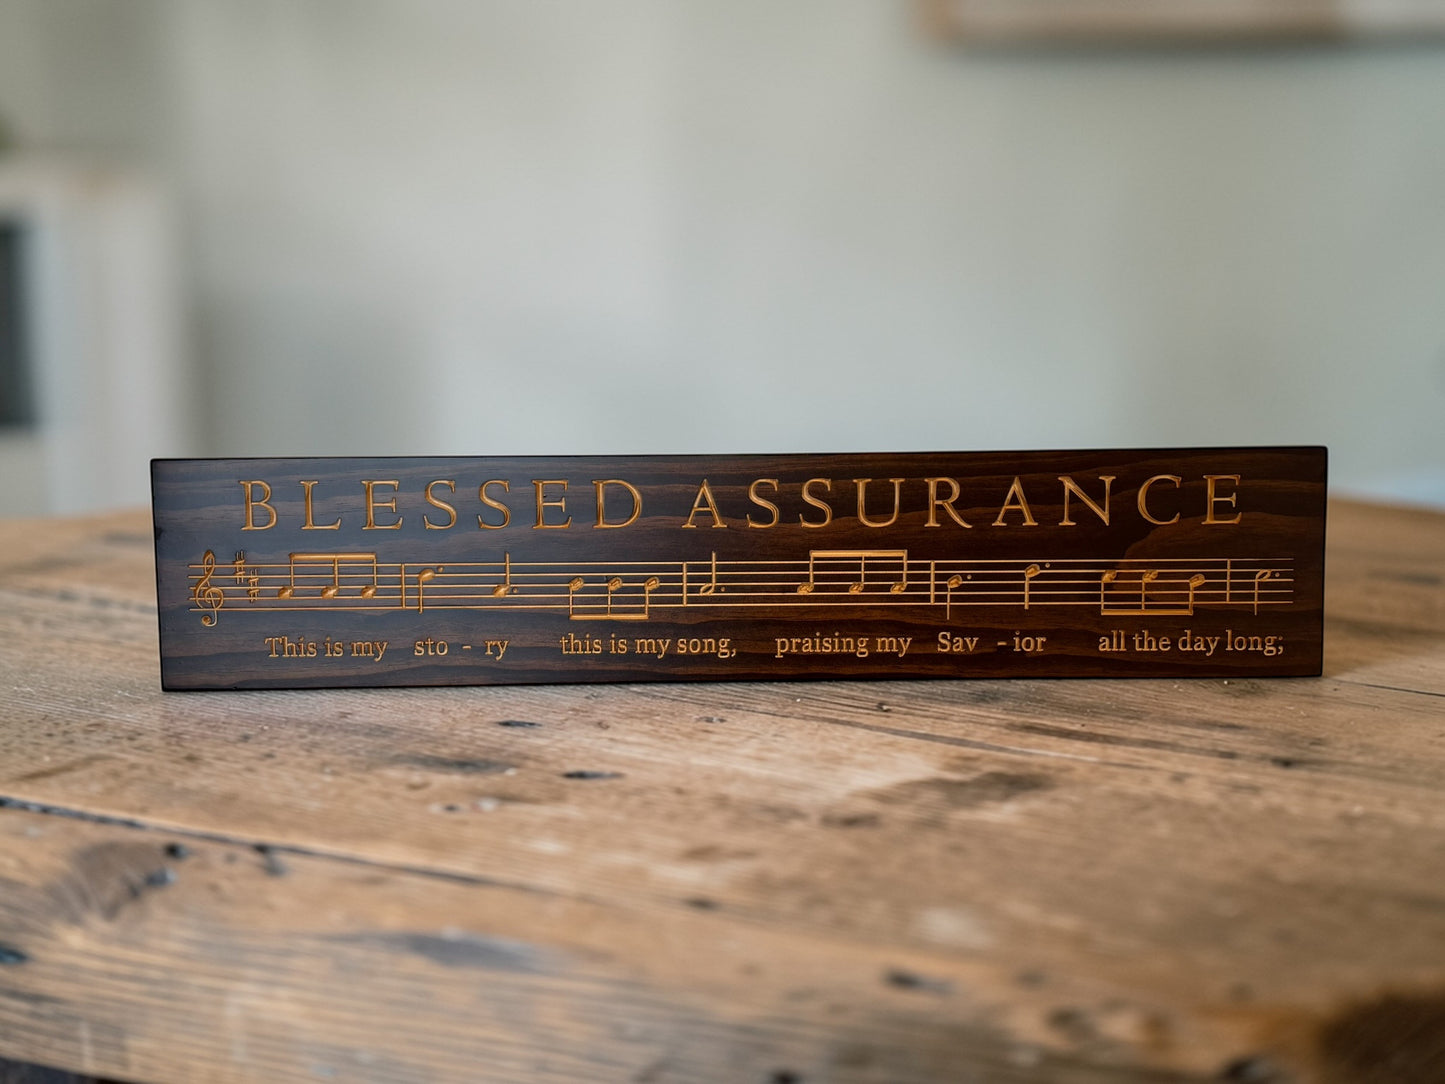 BLESSED ASSURANCE
This is my sto - ry this is my song, praising my Sav - ior all the day long;